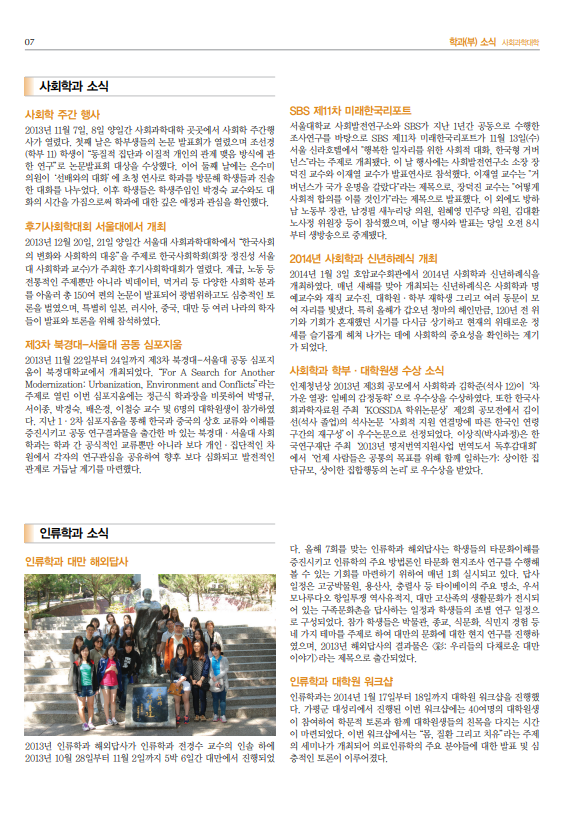 07
학과(부) 소식 사회과학대학
사회학과 소식
사회학 주간 행사
2013년 11월 7일, 8일 양일간 사회과학대학 곳곳에서 사회학 주간행
사가 열렸다. 첫째 날은 학부생들의 논문 발표회가 열렸으며 조선경
(학부 11) 학생이 “동질적 집단과 이질적 개인의 관계 맺음 방식에 관
한 연구”로 논문발표회 대상을 수상했다. 이어 둘째 날에는 은수미
의원이 ‘선배와의 대화’에 초청 연사로 학과를 방문해 학생들과 진솔
한 대화를 나누었다. 이후 학생들은 학생주임인 박경숙 교수와도 대
화의 시간을 가짐으로써 학과에 대한 깊은 애정과 관심을 확인했다.
후기사회학대회 서울대에서 개최
2013년 12월 20일, 21일 양일간 서울대 사회과학대학에서 “한국사회
의 변화와 사회학의 대응”을 주제로 한국사회학회(회장 정진성 서울
대 사회학과 교수)가 주최한 후기사회학대회가 열렸다. 계급, 노동 등
전통적인 주제뿐만 아니라 빅데이터, 먹거리 등 다양한 사회학 분과
를 아울러 총 150여 편의 논문이 발표되어 광범위하고도 심층적인 토
론을 벌였으며, 특별히 일본, 러시아, 중국, 대만 등 여러 나라의 학자
들이 발표와 토론을 위해 참석하였다.
제3차 북경대-서울대 공동 심포지움
2013년 11월 22일부터 24일까지 제3차 북경대-서울대 공동 심포지
움이 북경대학교에서 개최되었다. “For A Ssarch for Another
Modernization: Urbanization, Environment and Conflicts”라는
주제로 열린 이번 심포지움에는 정근식 학과장을 비롯하여 박명규,
서이종, 박경숙, 배은경, 이철승 교수 및 6명의 대학원생이 참가하였
다. 지난 1·2차 심포지움을 통해 한국과 중국의 상호 교류와 이해를
증진시키고 공동 연구결과물을 출간한 바 있는 북경대·서울대 사회
학과는 학과 간 공식적인 교류뿐만 아니라 보다 개인·집단적인 차
원에서 각자의 연구관심을 공유하여 향후 보다 심화되고 발전적인
관계로 거듭날 계기를 마련했다.
SBS 제11차 미래한국리포트
서울대학교 사회발전연구소와 SBS가 지난 1년간 공동으로 수행한
조사연구를 바탕으로 SBS 제11차 미래한국리포트가 11월 13일(수)
서울 신라호텔에서 “행복한 일자리를 위한 사회적 대화, 한국형 거버
넌스”라는 주제로 개최됐다. 이 날 행사에는 사회발전연구소 소장 장
덕진 교수와 이재열 교수가 발표연사로 참석했다. 이재열 교수는 “거
버넌스가 국가 운명을 갈랐다”라는 제목으로, 장덕진 교수는 “어떻게
사회적 합의를 이룰 것인가”라는 제목으로 발표했다. 이 외에도 방하
남 노동부 장관, 남경필 새누리당 의원, 원혜영 민주당 의원, 김대환
노사정 위원장 등이 참석했으며, 이날 행사와 발표는 당일 오전 8시
부터 생방송으로 중계됐다.
2014년 사회학과 신년하례식 개최
2014년 1월 3일 호암교수회관에서 2014년 사회학과 신년하례식을
개최하였다. 매년 새해를 맞아 개최되는 신년하례식은 사회학과 명
예교수와 재직 교수진, 대학원·학부 재학생 그리고 여러 동문이 모
여 자리를 빛냈다. 특히 올해가 갑오년 청마의 해인만큼, 120년 전 위
기와 기회가 혼재했던 시기를 다시금 상기하고 현재의 위태로운 정
세를 슬기롭게 헤쳐 나가는 데에 사회학의 중요성을 확인하는 계기
가 되었다.
사회학과 학부·대학원생 수상 소식
인제청년상 2013년 제3회 공모에서 사회학과 김학준(석사 12)이 ‘차
가운 열광: 일베의 감정동학’으로 우수상을 수상하였다. 또한 한국사
회과학자료원 주최 ‘KOSSDA 학위논문상’ 제2회 공모전에서 김이
선(석사 졸업)의 석사논문 ‘사회적 지원 연결망에 따른 한국인 연령
구간의 재구성’이 우수논문으로 선정되었다. 이상직(박사과정)은 한
국연구재단 주최 ‘2013년 명저번역지원사업 번역도서 독후감대회’
에서 ‘언제 사람들은 공통의 목표를 위해 함께 일하는가: 상이한 집
단규모, 상이한 집합행동의 논리’로 우수상을 받았다.
인류학과 소식
인류학과 대만 해외답사
2013년 인류학과 해외답사가 인류학과 전경수 교수의 인솔 하에
2013년 10월 28일부터 11월 2일까지 5박 6일간 대만에서 진행되었
다. 올해 7회를 맞는 인류학과 해외답사는 학생들의 타문화이해를
증진시키고 인류학의 주요 방법론인 타문화 현지조사 연구를 수행해
볼 수 있는 기회를 마련하기 위하여 매년 1회 실시되고 있다. 답사
일정은 고궁박물원, 용산사, 충렬사 등 타이베이의 주요 명소, 우서
모나루다오 항일투쟁 역사유적지, 대만 고산족의 생활문화가 전시되
어 있는 구족문화촌을 답사하는 일정과 학생들의 조별 연구 일정으
로 구성되었다. 참가 학생들은 박물관, 종교, 식문화, 식민지 경험 등
네 가지 테마를 주제로 하여 대만의 문화에 대한 현지 연구를 진행하
였으며, 2013년 해외답사의 결과물은 〈彩: 우리들의 다채로운 대만
이야기〉라는 제목으로 출간되었다.
인류학과 대학원 워크샵
인류학과는 2014년 1월 17일부터 18일까지 대학원 워크샵을 진행했
다. 가평군 대성리에서 진행된 이번 워크샵에는 40여명의 대학원생
이 참여하여 학문적 토론과 함께 대학원생들의 친목을 다지는 시간
이 마련되었다. 이번 워크샵에서는 “몸, 질환 그리고 치유”라는 주제
의 세미나가 개최되어 의료인류학의 주요 분야들에 대한 발표 및 심
층적인 토론이 이루어졌다.